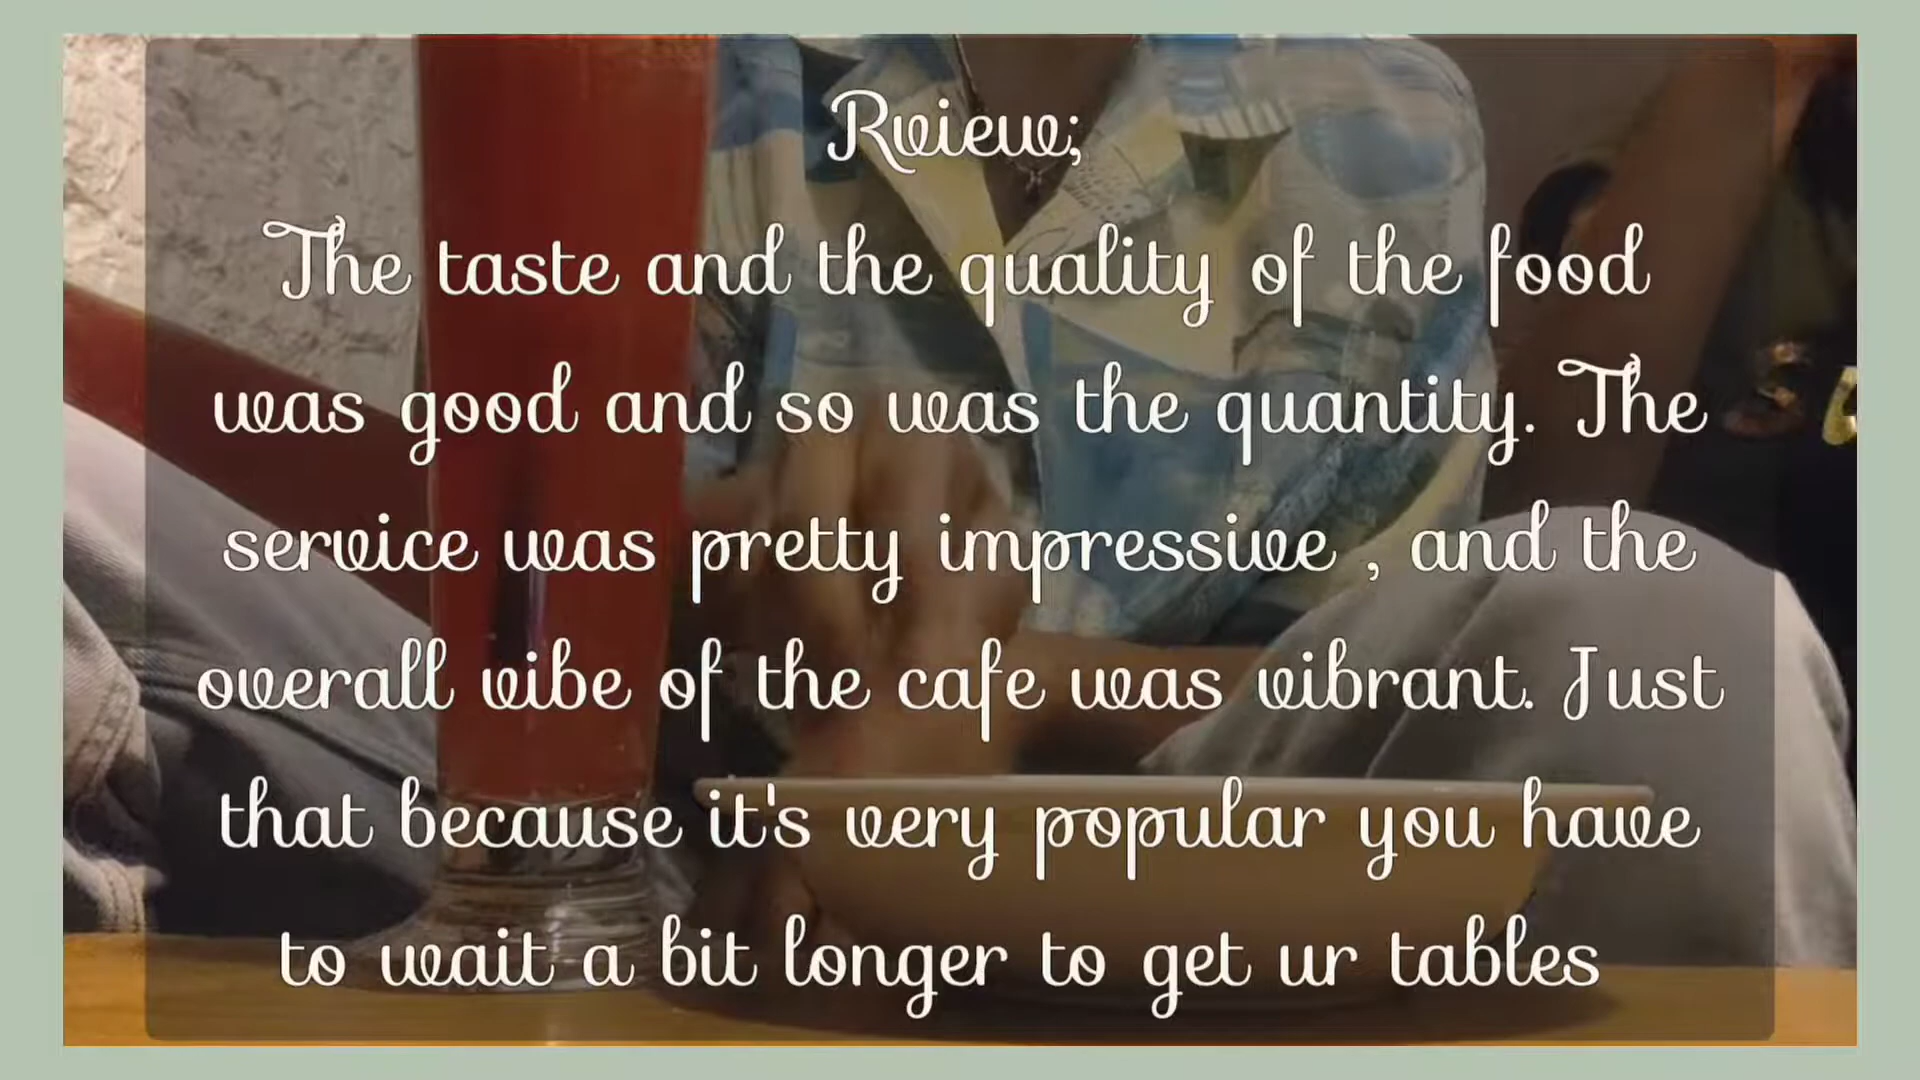 Rview;
The taste and the quality of the food
was good and so was the quantity. The
service was pretty impressive , and the
overall vibe of the cafe was vibrant. Just
that because it's very popular you have
to wait a bit longer to get ur tables